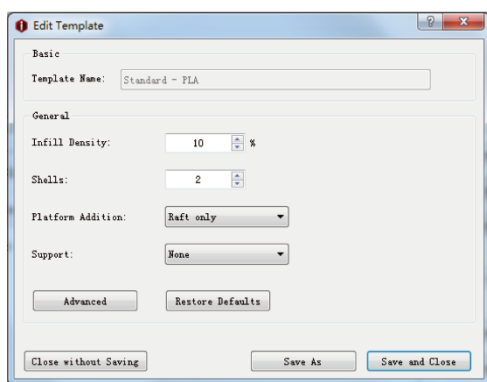 Edit Template
Basic
Template Name: Standard - PLA
General
Infill Density: 10 %
Shells: 2
Platform Addition: Raft only
Support: None
Advanced Restore Defaults
Close without Saving Save As Save and Close